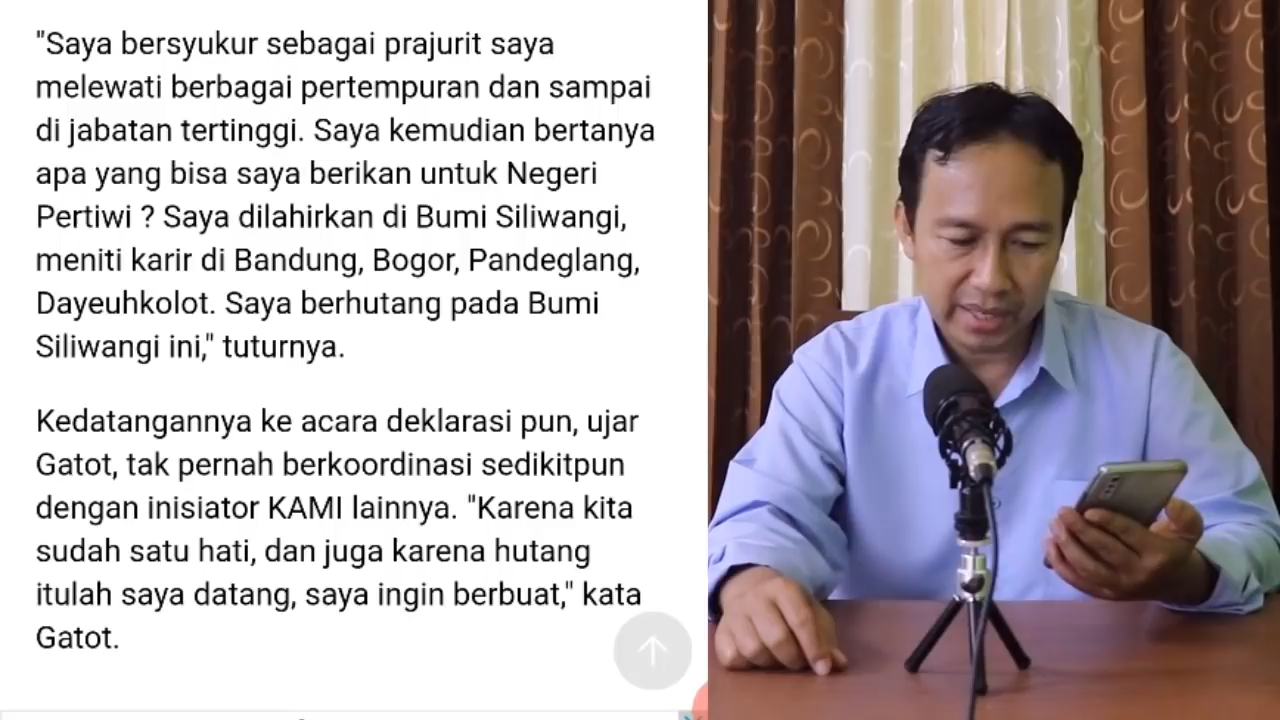 "Saya bersyukur sebagai prajurit saya
melewati berbagai pertempuran dan sampai
di jabatan tertinggi. Saya kemudian bertanya
apa yang bisa saya berikan untuk Negeri
Pertiwi ? Saya dilahirkan di Bumi Siliwangi,
meniti karir di Bandung, Bogor, Pandeglang,
Dayeuhkolot. Saya berhutang pada Bumi
Siliwangi ini," tuturnya.
Kedatangannya ke acara deklarasi pun, ujar
Gatot, tak pernah berkoordinasi sedikitpun
dengan inisiator KAMI lainnya. "Karena kita
sudah satu hati, dan juga karena hutang
itulah saya datang, saya ingin berbuat," kata
Gatot.